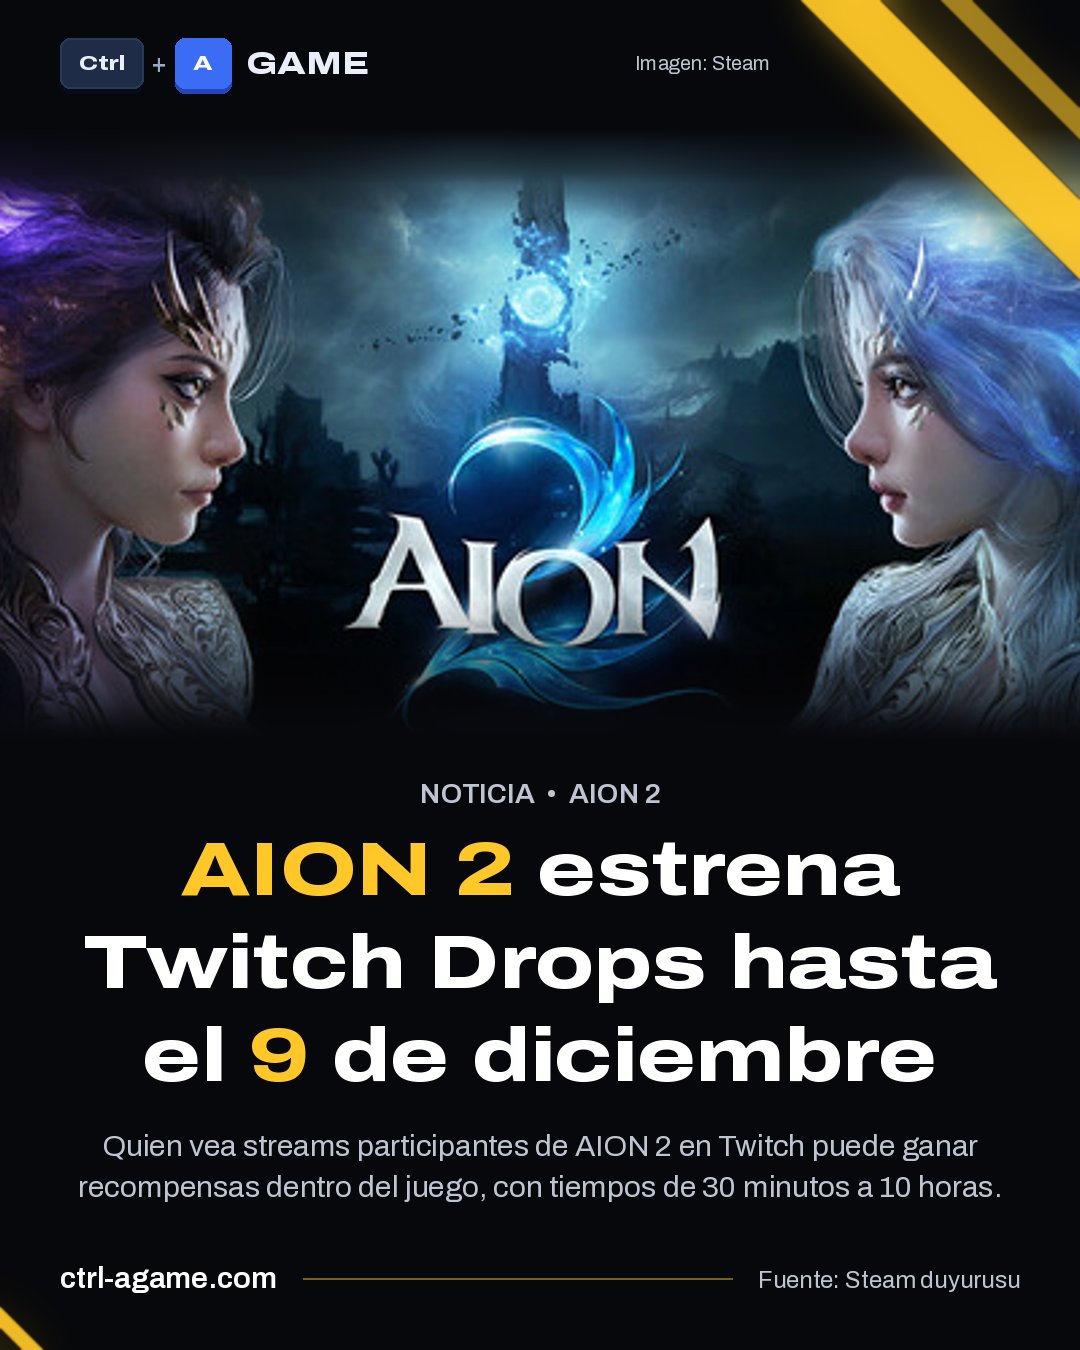 Ctrl + A GAME
Imagen: Steam
AION 2
NOTICIA • AION 2
AION 2 estrena
Twitch Drops hasta
el 9 de diciembre
Quien vea streams participantes de AION 2 en Twitch puede ganar
recompensas dentro del juego, con tiempos de 30 minutos a 10 horas.
ctrl-agame.com
Fuente: Steam duyurusu